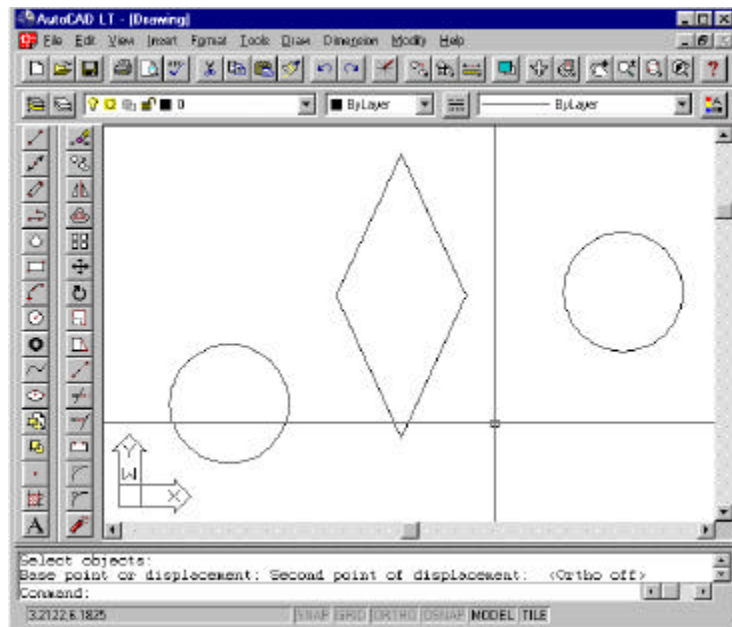 AutoCAD LT - [Drawing]
File Edit View Insert Format Tools Draw Dimension Modify Help
0 ByLayer ByLayer
A
Y
W
X
Select objects:
Base point or displacement: Second point of displacement: <Ortho off>
Command:
3.2122,6.1825 SNAP GRID ORTHO OSNAP MODEL TILE